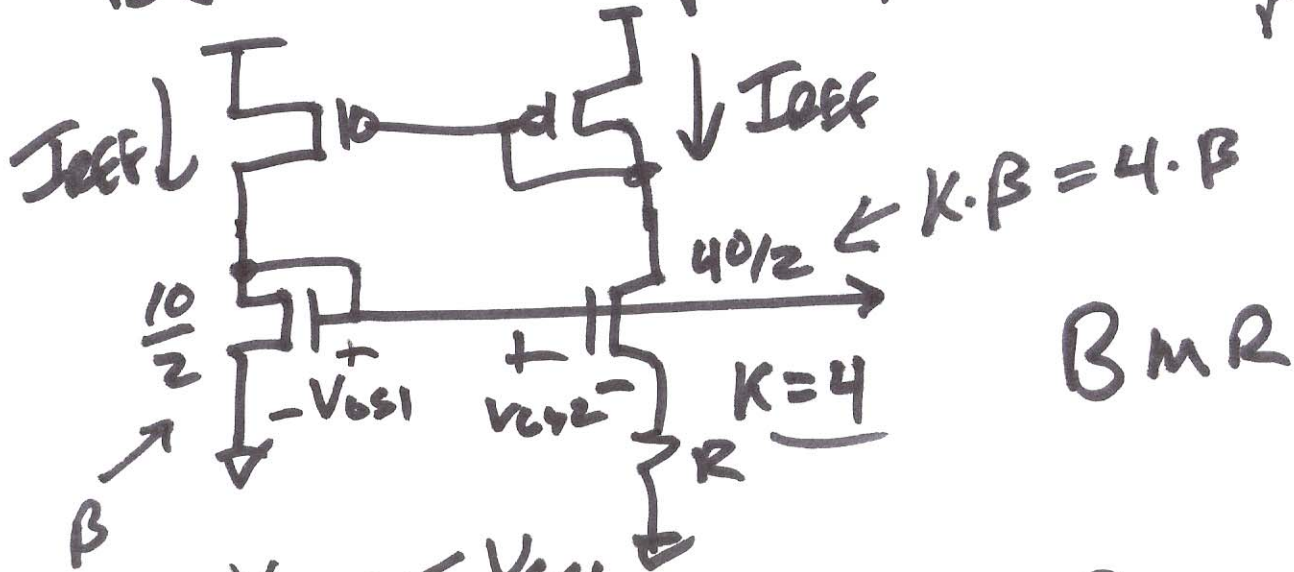 IREF
IREF
K·β = 4·β
40/2
10/2
+
- VGS1
+
VGS2 -
K=4
BMR
R
β